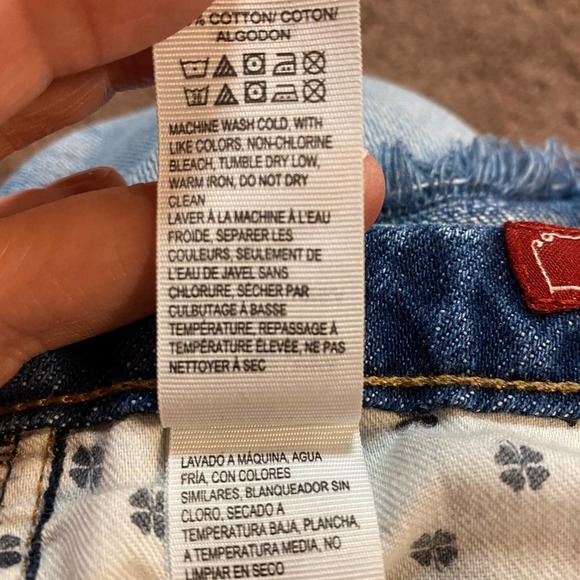 % COTTON/ COTON/
ALGODON
MACHINE WASH COLD, WITH
LIKE COLORS, NON-CHLORINE
BLEACH, TUMBLE DRY LOW,
WARM IRON, DO NOT DRY
CLEAN
LAVER À LA MACHINE À L'EAU
FROIDE, SEPARER LES
COULEURS, SEULEMENT DE
L'EAU DE JAVEL SANS
CHLORURE, SÉCHER PAR
CULBUTAGE À BASSE
TEMPÉRATURE, REPASSAGE À
TEMPÉRATURE ÉLEVÉE, NE PAS
NETTOYER À SEC
LAVADO A MÁQUINA, AGUA
FRÍA, CON COLORES
SIMILARES, BLANQUEADOR SIN
CLORO, SECADO A
TEMPERATURA BAJA, PLANCHA
A TEMPERATURA MEDIA, NO
LIMPIAR EN SECO